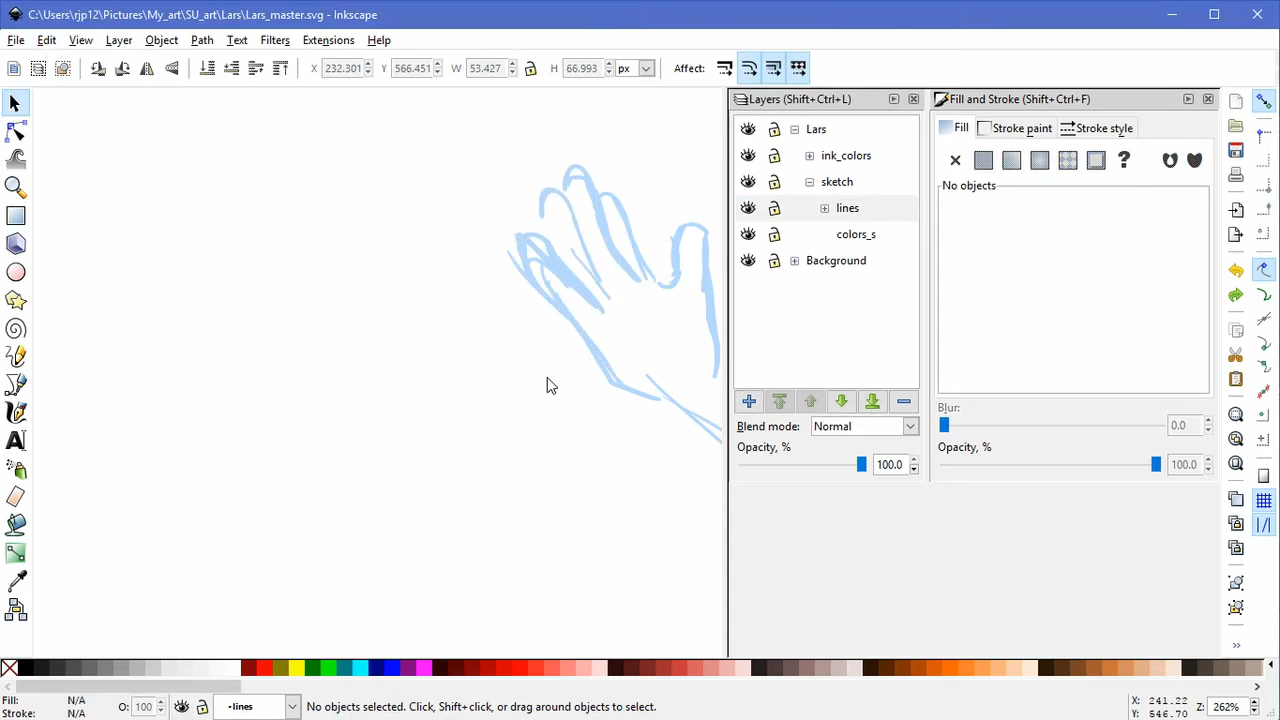 C:\Users\rjp12\Pictures\My_art\SU_art\Lars\Lars_master.svg - Inkscape
File Edit View Layer Object Path Text Filters Extensions Help
X 232.301 Y 566.451 W 53.427 H 66.993 px Affect:
Layers (Shift+Ctrl+L)
Fill and Stroke (Shift+Ctrl+F)
Lars
ink_colors
sketch
lines
colors_s
Background
Blend mode: Normal
Opacity, %
100.0
Fill Stroke paint Stroke style
?
No objects
Blur:
0.0
Opacity, %
100.0
Fill: N/A
Stroke: N/A
O: 100
-lines
No objects selected. Click, Shift+click, or drag around objects to select.
X: 241.22
Y: 546.70
Z: 262%